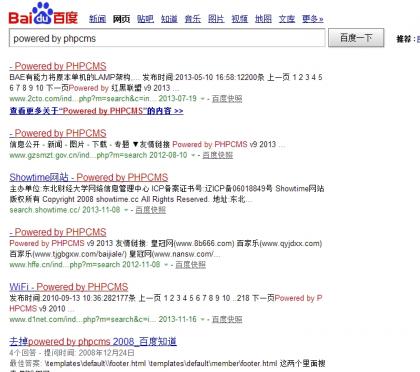 Bai百度 新闻 网页 贴吧 知道 音乐 图片 视频 地图 文库 更多»
powered by phpcms 百度一下 推荐：
- Powered by PHPCMS
BAE有能力将原本单机的LAMP架构,... 发布时间:2013-05-10 16:58:12200条 上一页 1 2 3 4 5
6 7 8 9 10 下一页Powered by 红黑联盟 v9 2013 ...
www.2cto.com/ind...php?m=search&c=in... 2013-07-19 - 百度快照
查看更多关于“Powered by PHPCMS”的内容 >>
- Powered by PHPCMS
信息公开 - 新闻 - 图片 - 下载 - 专题 ▼友情链接 Powered by PHPCMS v9 2013 ...
www.gzsmzt.gov.cn/ind...php?m=search 2012-08-10 - 百度快照
Showtime网站 - Powered by PHPCMS
主办单位:东北财经大学网络信息管理中心 ICP备案证书号:辽ICP备06018849号 Showtime网站
版权所有 Copyright 2008 showtime.cc All Rights Reserved. 地址:东北...
search.showtime.cc/ 2013-11-08 - 百度快照
- Powered by PHPCMS
Powered by PHPCMS v9 2013 友情链接: 皇冠网(www.8b666.com) 百家乐(www.qyjdxx.com)
百家乐(www.tjgbgxw.com/baijiale/) 皇冠网(www.nansw.com/...
www.hffe.cn/ind...php?m=search 2012-11-08 - 百度快照
WiFi - Powered by PHPCMS
发布时间:2010-09-13 10:36:282177条 上一页 1 2 3 4 5 6 7 8 9 10 ..218 下一页Powered by P
HPCMS v9 2010 ...
www.d1net.com/ind...php?m=search&c=i... 2013-11-16 - 百度快照
去掉powered by phpcms 2008_百度知道
4个回答 - 提问时间: 2008年12月24日
最佳答案: \templates\default\footer.html \templates\default\member\footer.html 这两个里面搜